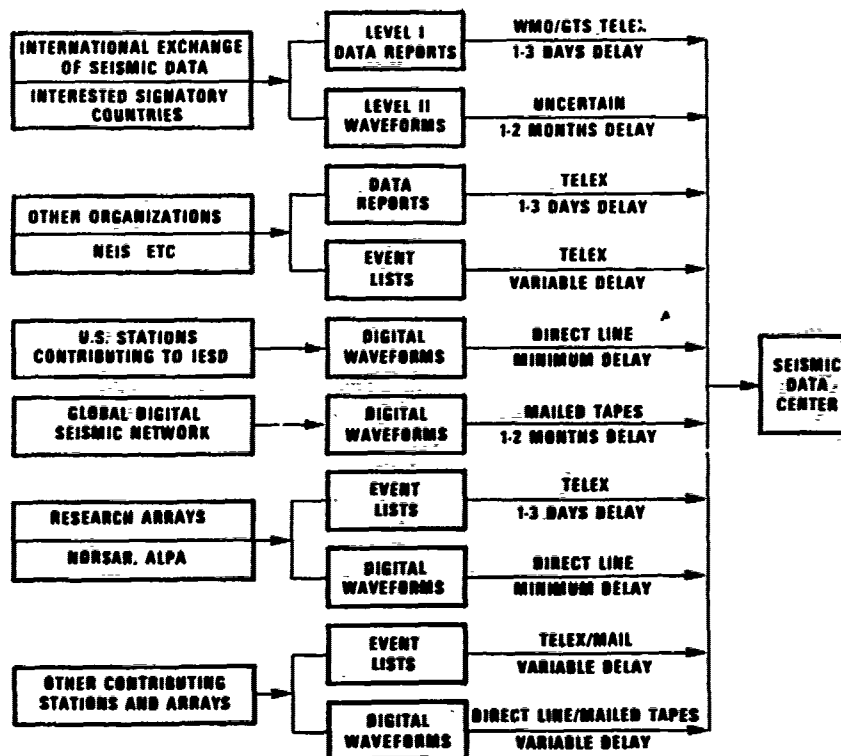 INTERNATIONAL EXCHANGE
OF SEISMIC DATA
INTERESTED SIGNATORY
COUNTRIES
LEVEL I
DATA REPORTS
WMO/GTS TELEX
1-3 DAYS DELAY
LEVEL II
WAVEFORMS
UNCERTAIN
1-2 MONTHS DELAY
OTHER ORGANIZATIONS
NEIS ETC
DATA
REPORTS
TELEX
1-3 DAYS DELAY
EVENT
LISTS
TELEX
VARIABLE DELAY
U.S. STATIONS
CONTRIBUTING TO IESD
DIGITAL
WAVEFORMS
DIRECT LINE
MINIMUM DELAY
GLOBAL DIGITAL
SEISMIC NETWORK
DIGITAL
WAVEFORMS
MAILED TAPES
1-2 MONTHS DELAY
SEISMIC
DATA
CENTER
RESEARCH ARRAYS
NORSAR, ALPA
EVENT
LISTS
TELEX
1-3 DAYS DELAY
DIGITAL
WAVEFORMS
DIRECT LINE
MINIMUM DELAY
OTHER CONTRIBUTING
STATIONS AND ARRAYS
EVENT
LISTS
TELEX/MAIL
VARIABLE DELAY
DIGITAL
WAVEFORMS
DIRECT LINE/MAILED TAPES
VARIABLE DELAY